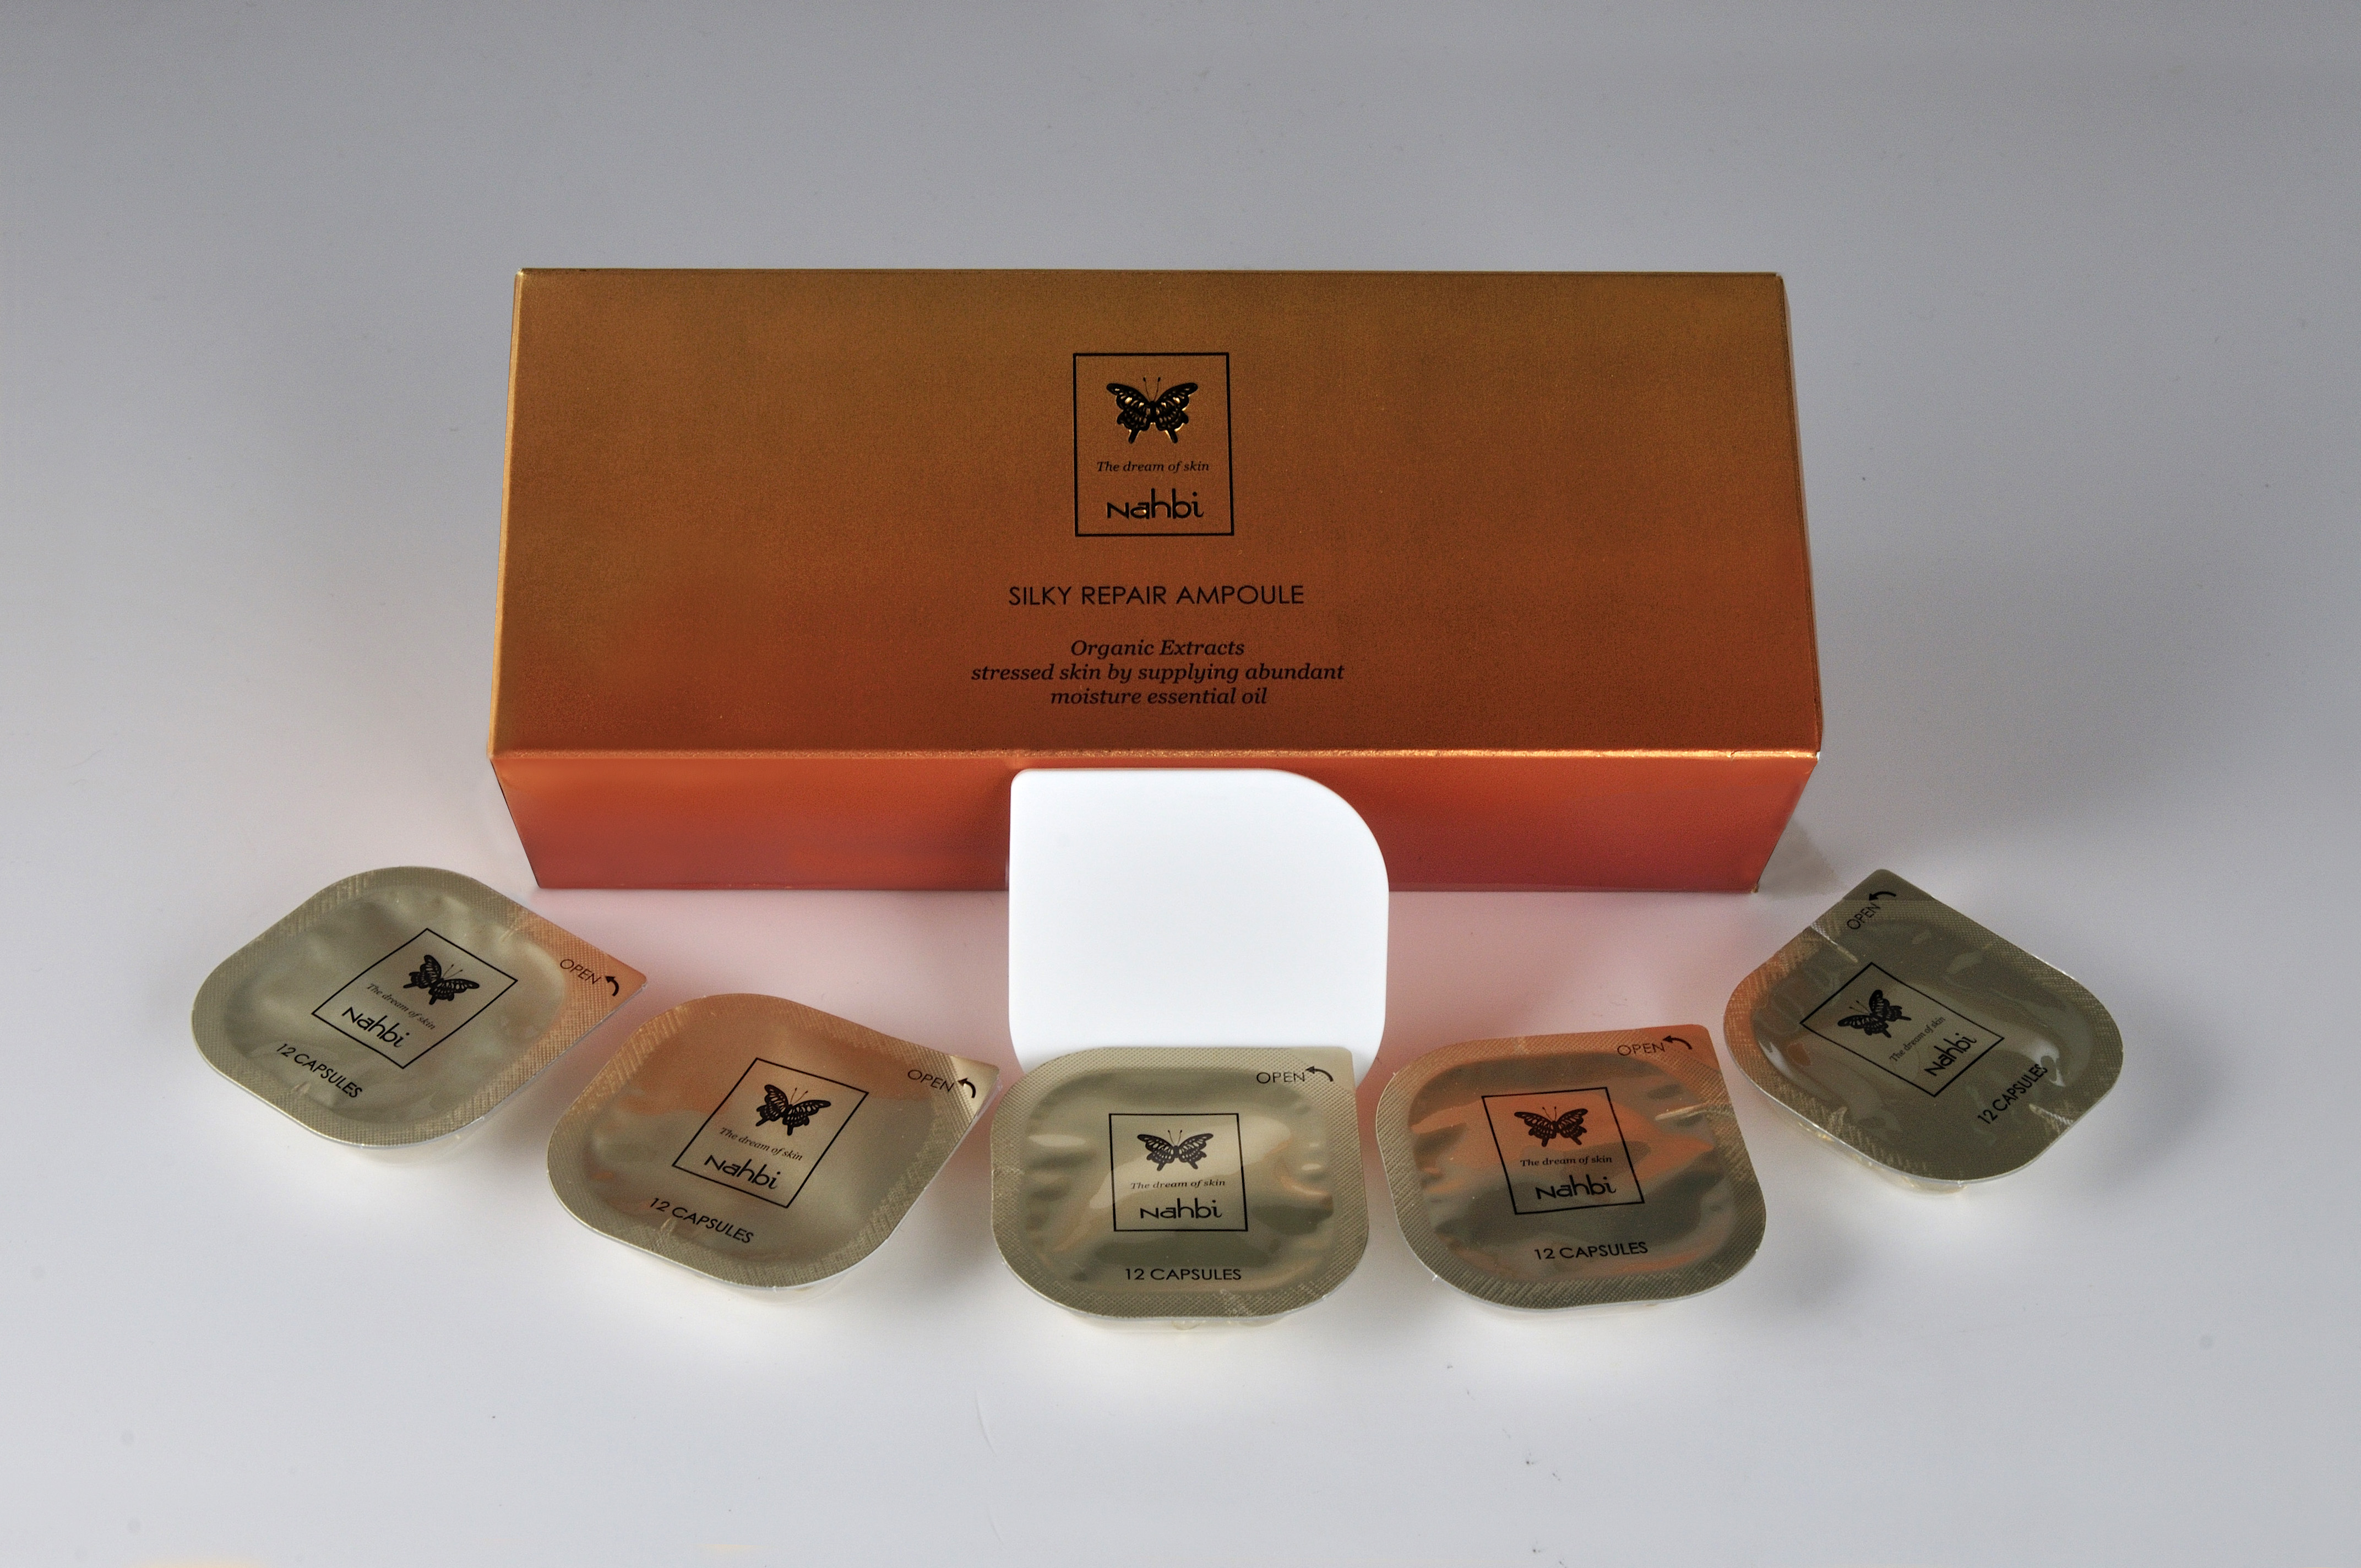 The dream of skin
Nahbi
SILKY REPAIR AMPOULE
Organic Extracts
stressed skin by supplying abundant
moisture essential oil
OPEN
The dream of skin
Nahbi
12 CAPSULES
OPEN
The dream of skin
Nahbi
12 CAPSULES
OPEN
The dream of skin
Nahbi
12 CAPSULES
OPEN
The dream of skin
Nahbi
12 CAPSULES
OPEN
The dream of skin
Nahbi
12 CAPSULES